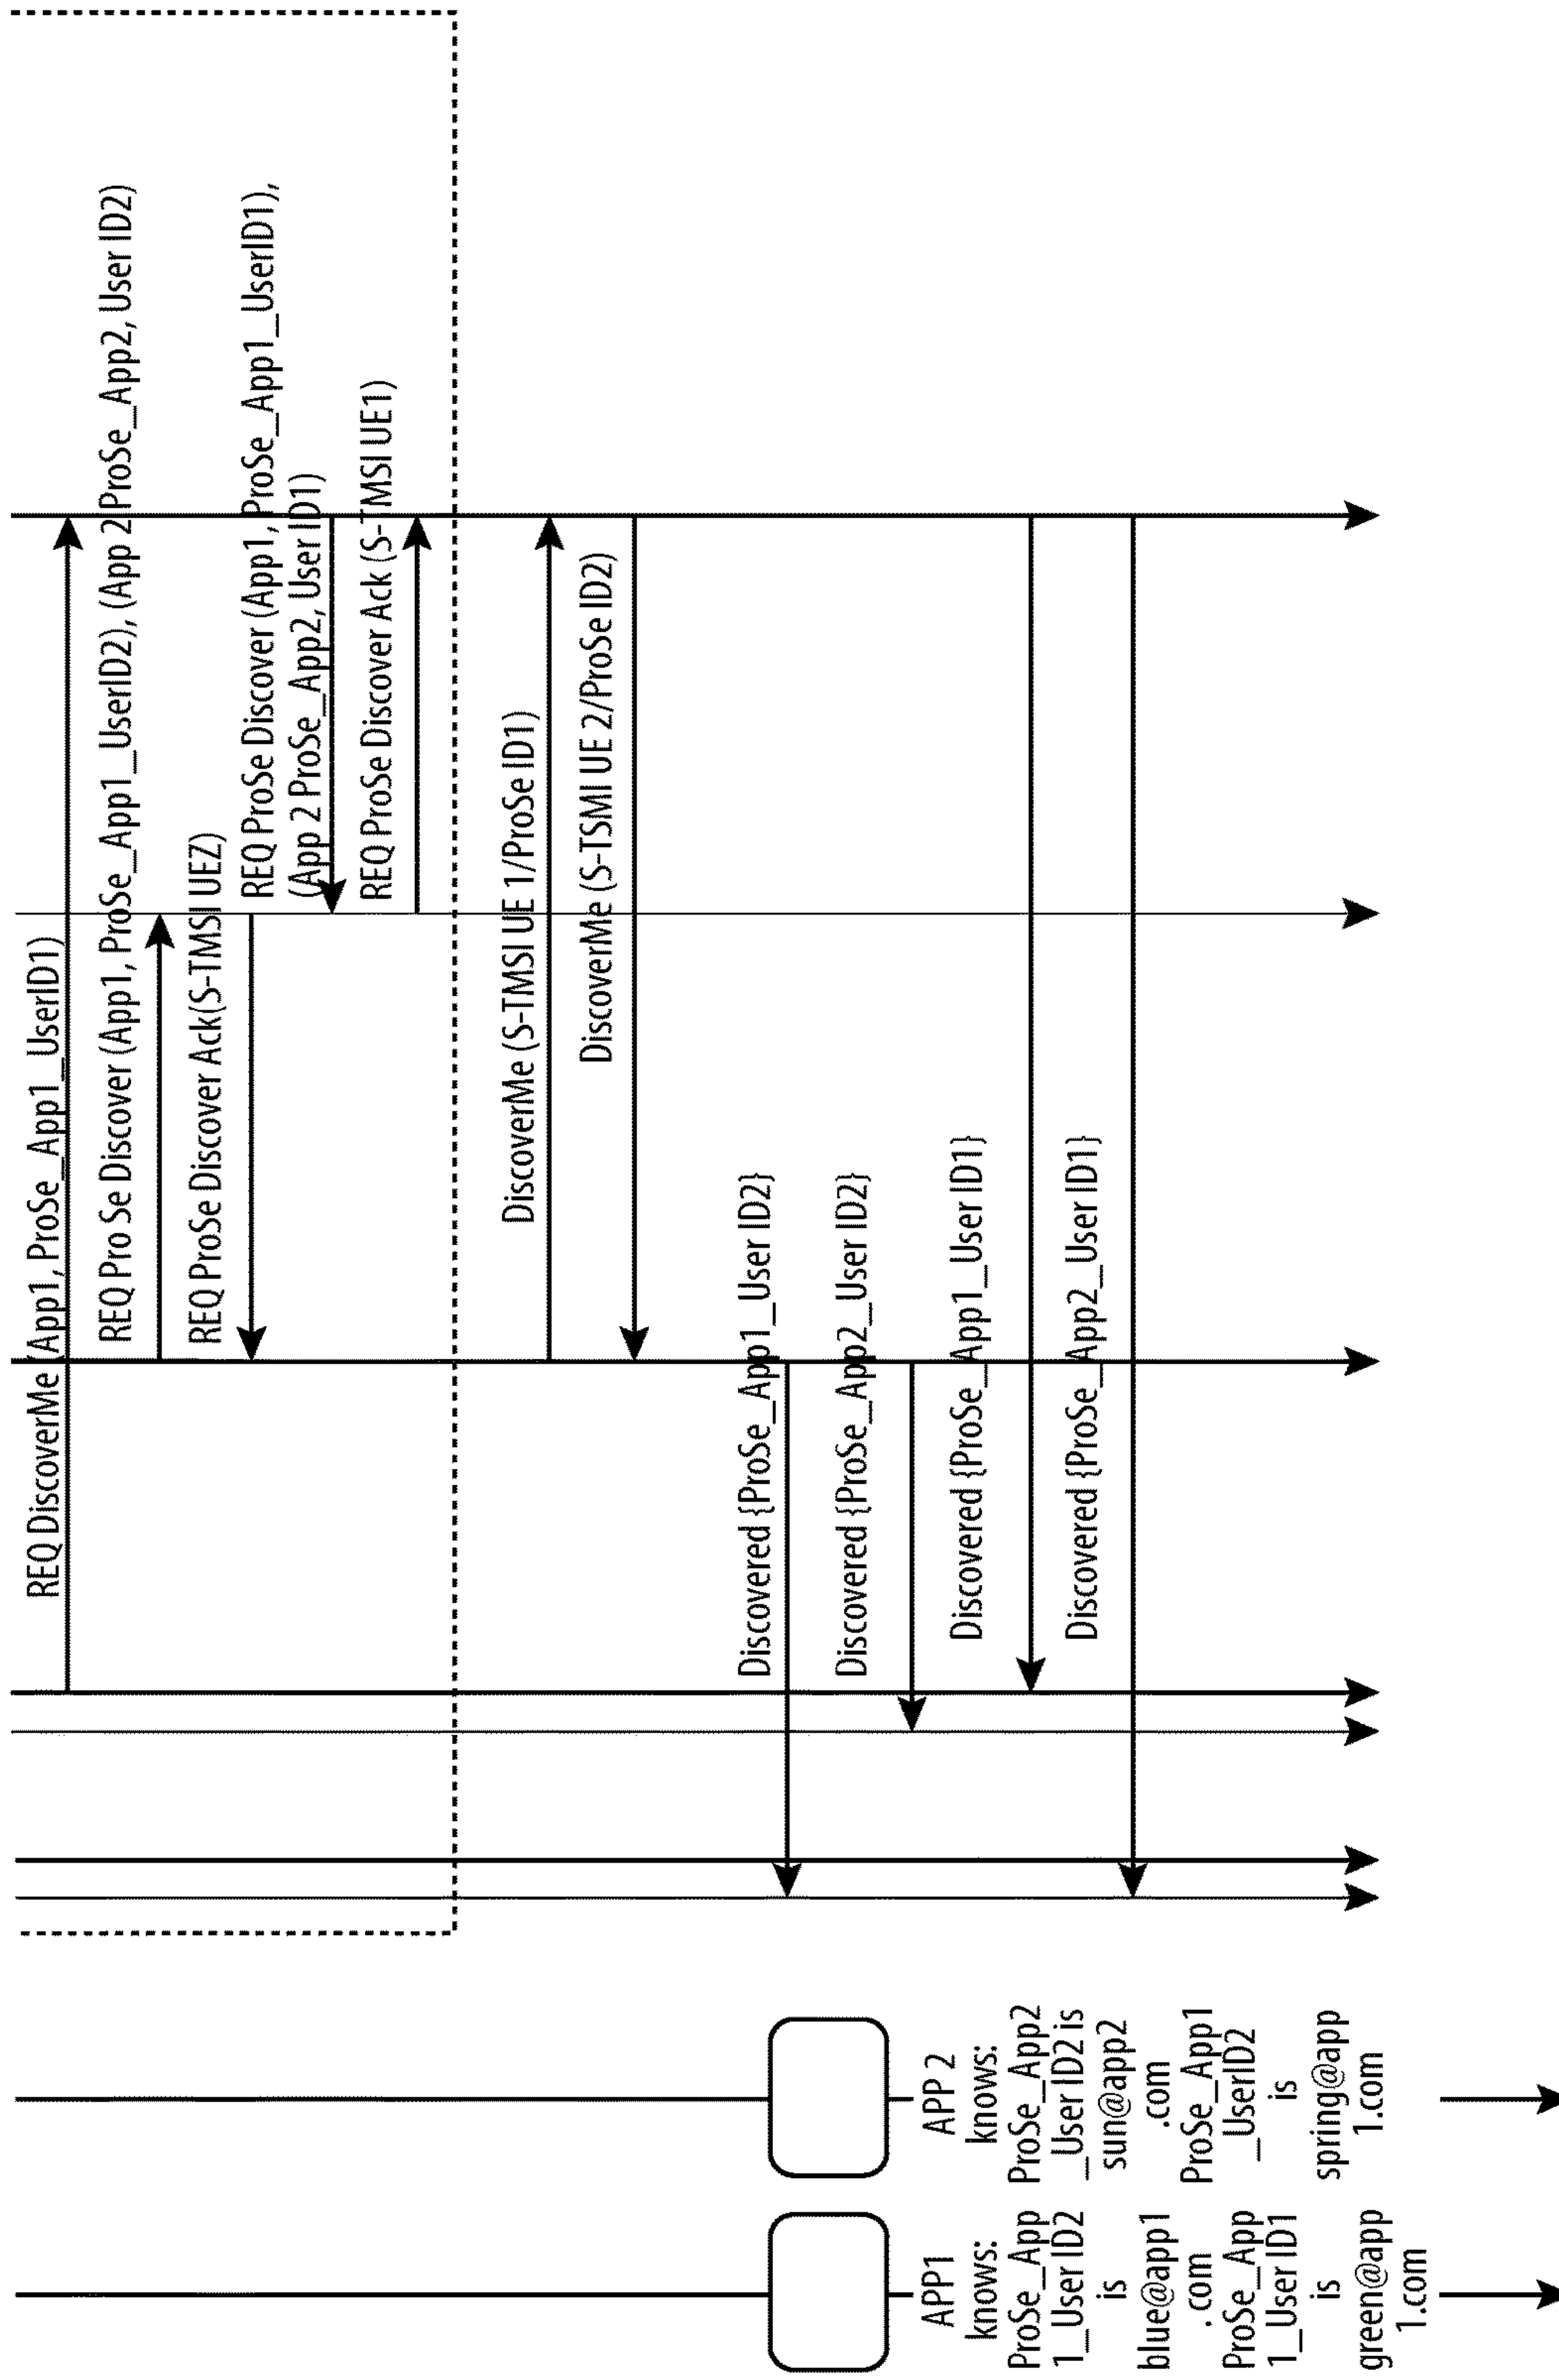 REQ DiscoverMe (App1, ProSe_App1_UserID1)
REQ Pro Se Discover (App1, ProSe_App1_UserID2), (App 2ProSe_App2, User ID2)
REQ ProSe Discover Ack(S-TMSI UEZ)
REQ ProSe Discover (App1, ProSe_App1_UserID1),
(App 2 ProSe_App2, User ID1)
REQ ProSe Discover Ack (S-TMSI UE1)
DiscoverMe (S-TMSI UE 1/ProSe ID1)
DiscoverMe (S-TSMI UE 2/ProSe ID2)
Discovered {ProSe_App1_User ID2}
Discovered {ProSe_App2_User ID2}
Discovered {ProSe_App1_User ID1}
Discovered {ProSe_App2_User ID1}
APP1
knows:
ProSe_App
1_User ID2
is
blue@app1
.com
ProSe_App
1_User ID1
is
green@app
1.com
APP 2
knows:
ProSe_App2
_User ID2 is
sun@app2
.com
ProSe_App1
_UserID2
is
spring@app
1.com